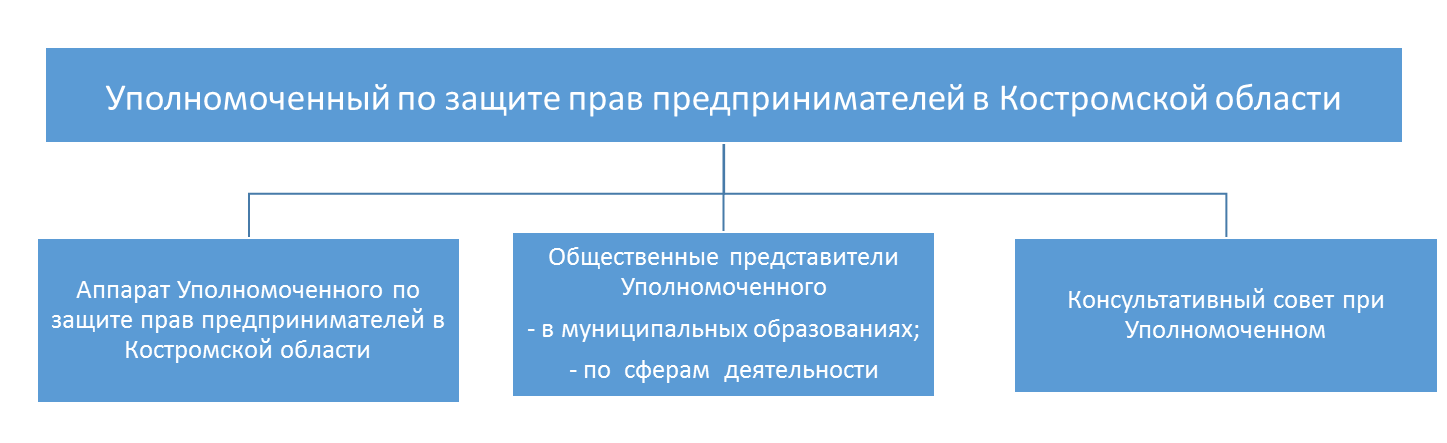 Уполномоченный по защите прав предпринимателей в Костромской области
Аппарат Уполномоченного по
защите прав предпринимателей в
Костромской области
Общественные представители
Уполномоченного
- в муниципальных образованиях;
- по сферам деятельности
Консультативный совет при
Уполномоченном